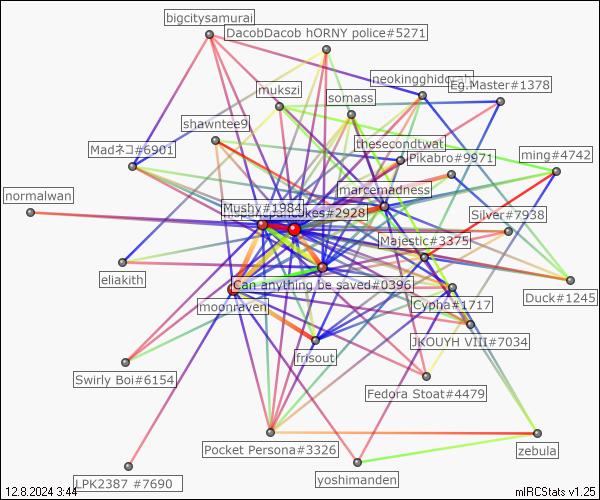 bigcitysamurai
DacobDacob hORNY police#5271
Eg.Master#1378
mukszi
somass
shawntee9
thesecondtwat
Madネコ#6901
Pikabro#9971
ming#4742
marcemadness
normalwan
Mushy#1984
#2928
Silver#7938
Majestic#3375
eliakith
Can anything be saved#0396
Duck#1245
moonraven
Cypha#1717
JKOUYH VIII#7034
frisout
Swirly Boi#6154
Fedora Stoat#4479
Pocket Persona#3326
zebula
LPK2387 #7690
yoshimanden
12.8.2024 3:44
mIRCStats v1.25